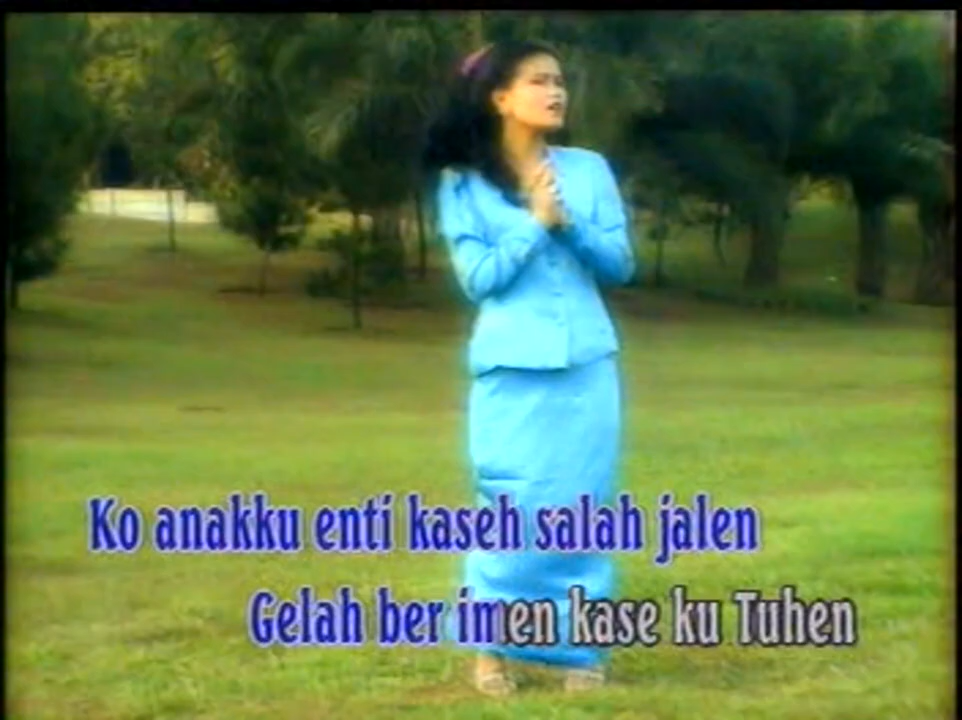 Ko anakku enti kaseh salah jalen
Gelah ber imen kase ku Tuhen